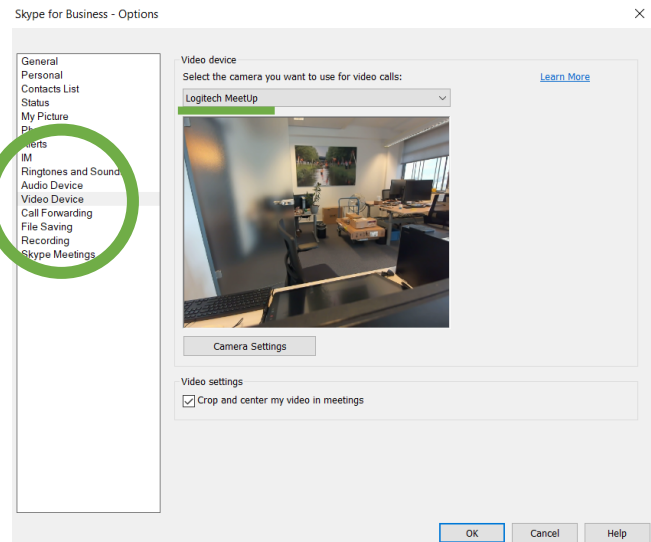 Skype for Business - Options
General
Personal
Contacts List
Status
My Picture
IM
Ringtones and Sound
Audio Device
Video Device
Call Forwarding
File Saving
Recording
Skype Meetings
Video device
Select the camera you want to use for video calls:
Learn More
Logitech MeetUp
Camera Settings
Video settings
Crop and center my video in meetings
OK
Cancel
Help